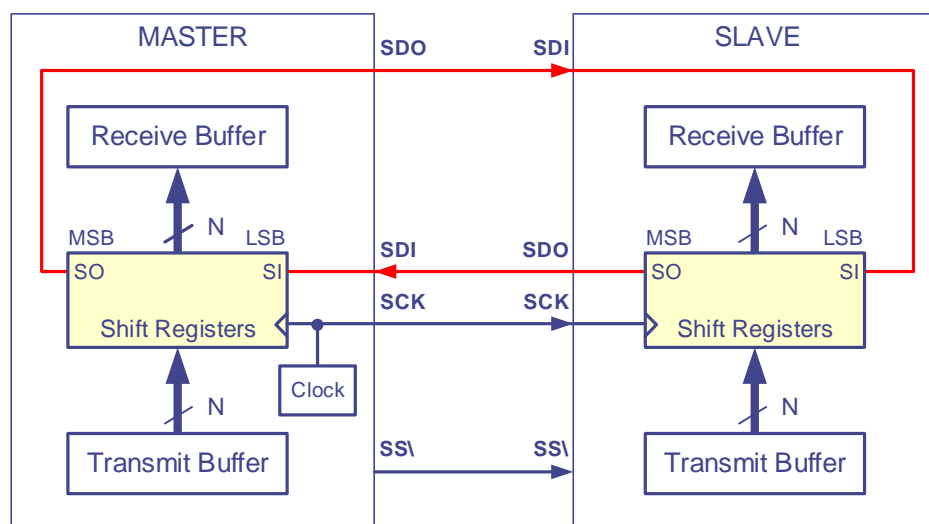 MASTER
SDO
SDI
SLAVE
Receive Buffer
Receive Buffer
N
N
MSB
LSB
SDI
SDO
MSB
LSB
SO
SI
SO
SI
SCK
SCK
Shift Registers
Shift Registers
Clock
N
N
SS\
SS\
Transmit Buffer
Transmit Buffer